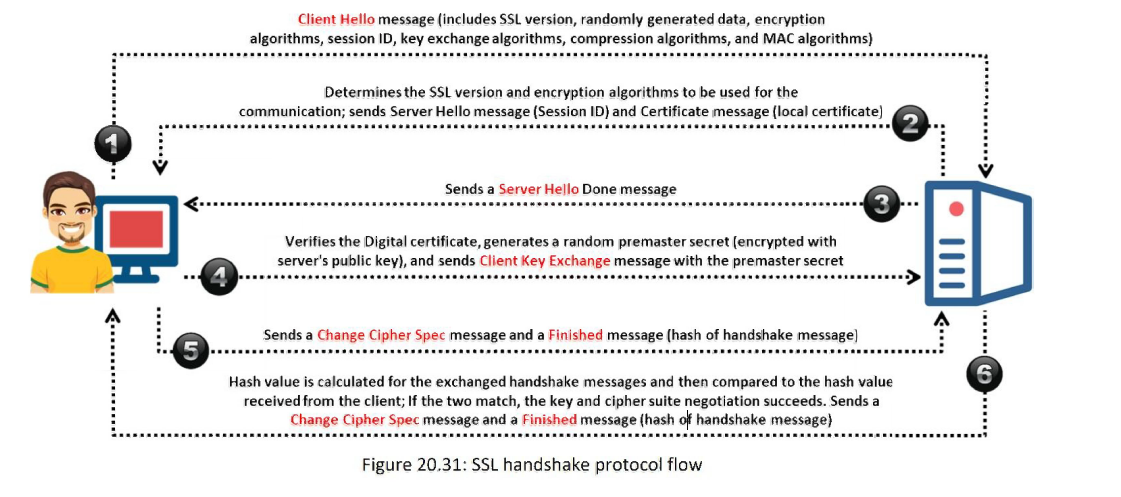 Client Hello message (includes SSL version, randomly generated data, encryption
algorithms, session ID, key exchange algorithms, compression algorithms, and MAC algorithms)
Determines the SSL version and encryption algorithms to be used for the
communication; sends Server Hello message (Session ID) and Certificate message (local certificate)
1
2
Sends a Server Hello Done message
3
Verifies the Digital certificate, generates a random premaster secret (encrypted with
server's public key), and sends Client Key Exchange message with the premaster secret
4
Sends a Change Cipher Spec message and a Finished message (hash of handshake message)
5
6
Hash value is calculated for the exchanged handshake messages and then compared to the hash value
received from the client; If the two match, the key and cipher suite negotiation succeeds. Sends a
Change Cipher Spec message and a Finished message (hash of handshake message)
Figure 20.31: SSL handshake protocol flow